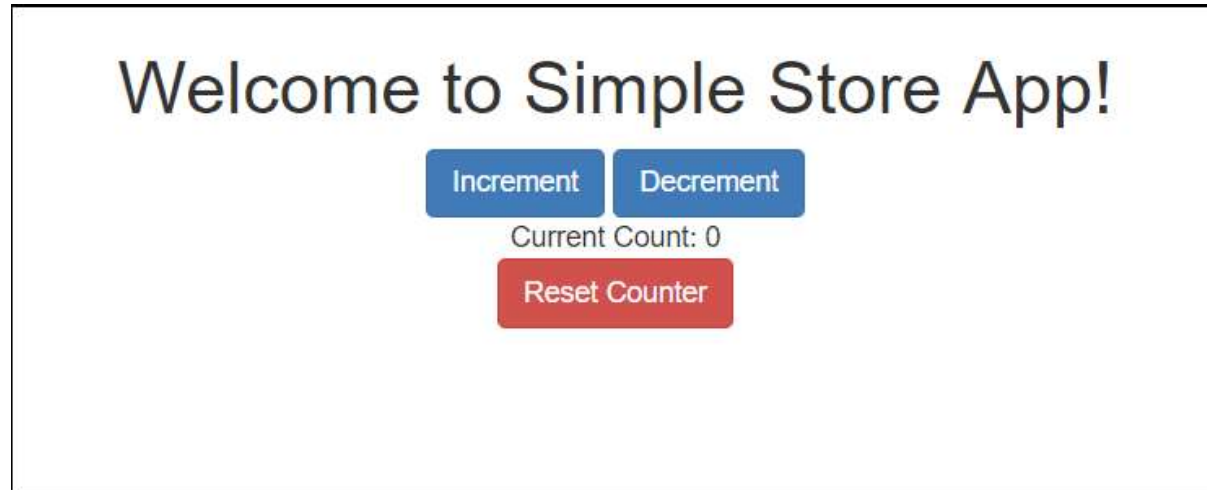 Welcome to Simple Store App!
Increment Decrement
Current Count: 0
Reset Counter